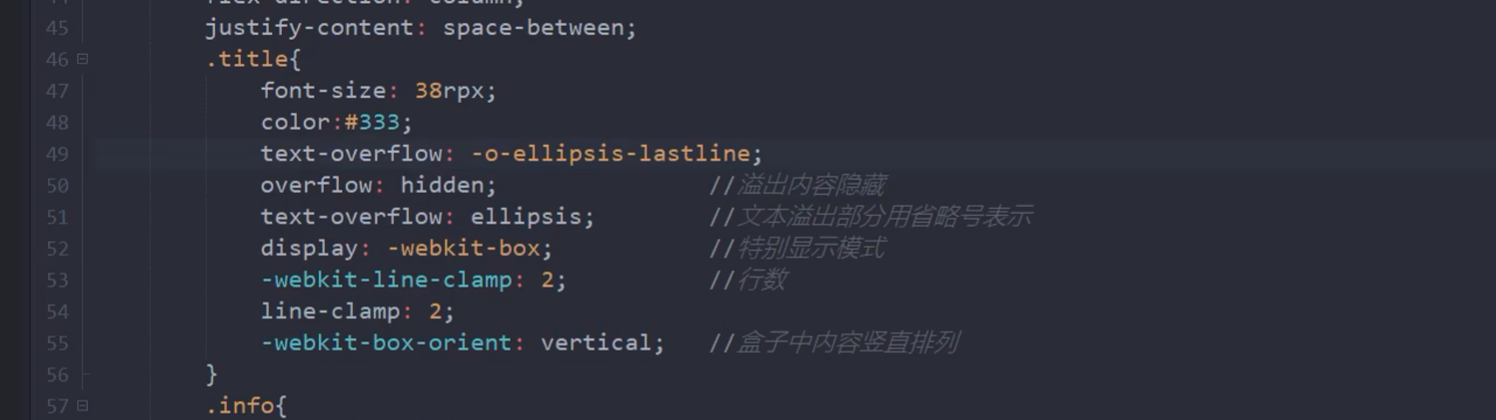 44 flex-direction: column;
45 justify-content: space-between;
46 .title{
47 font-size: 38rpx;
48 color:#333;
49 text-overflow: -o-ellipsis-lastline;
50 overflow: hidden; //溢出内容隐藏
51 text-overflow: ellipsis; //文本溢出部分用省略号表示
52 display: -webkit-box; //特别显示模式
53 -webkit-line-clamp: 2; //行数
54 line-clamp: 2;
55 -webkit-box-orient: vertical; //盒子中内容竖直排列
56 }
57 .info{